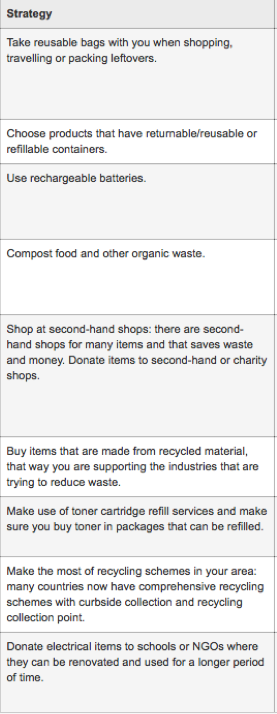 Strategy
Take reusable bags with you when shopping,
travelling or packing leftovers.
Choose products that have returnable/reusable or
refillable containers.
Use rechargeable batteries.
Compost food and other organic waste.
Shop at second-hand shops: there are second-
hand shops for many items and that saves waste
and money. Donate items to second-hand or charity
shops.
Buy items that are made from recycled material,
that way you are supporting the industries that are
trying to reduce waste.
Make use of toner cartridge refill services and make
sure you buy toner in packages that can be refilled.
Make the most of recycling schemes in your area:
many countries now have comprehensive recycling
schemes with curbside collection and recycling
collection point.
Donate electrical items to schools or NGOs where
they can be renovated and used for a longer period
of time.